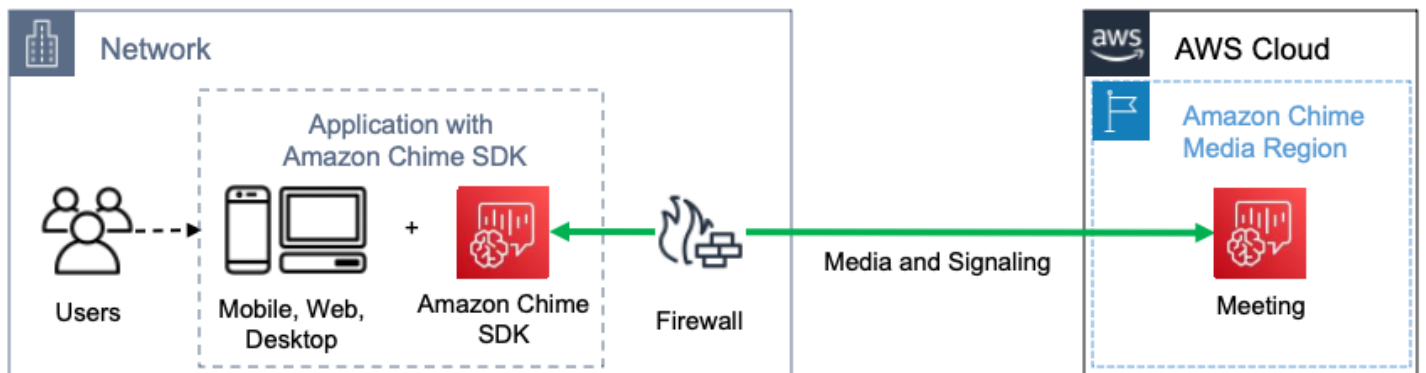 Network
Application with
Amazon Chime SDK
Users
Mobile, Web,
Desktop
+
Amazon Chime
SDK
Firewall
Media and Signaling
aws
AWS Cloud
Amazon Chime
Media Region
Meeting